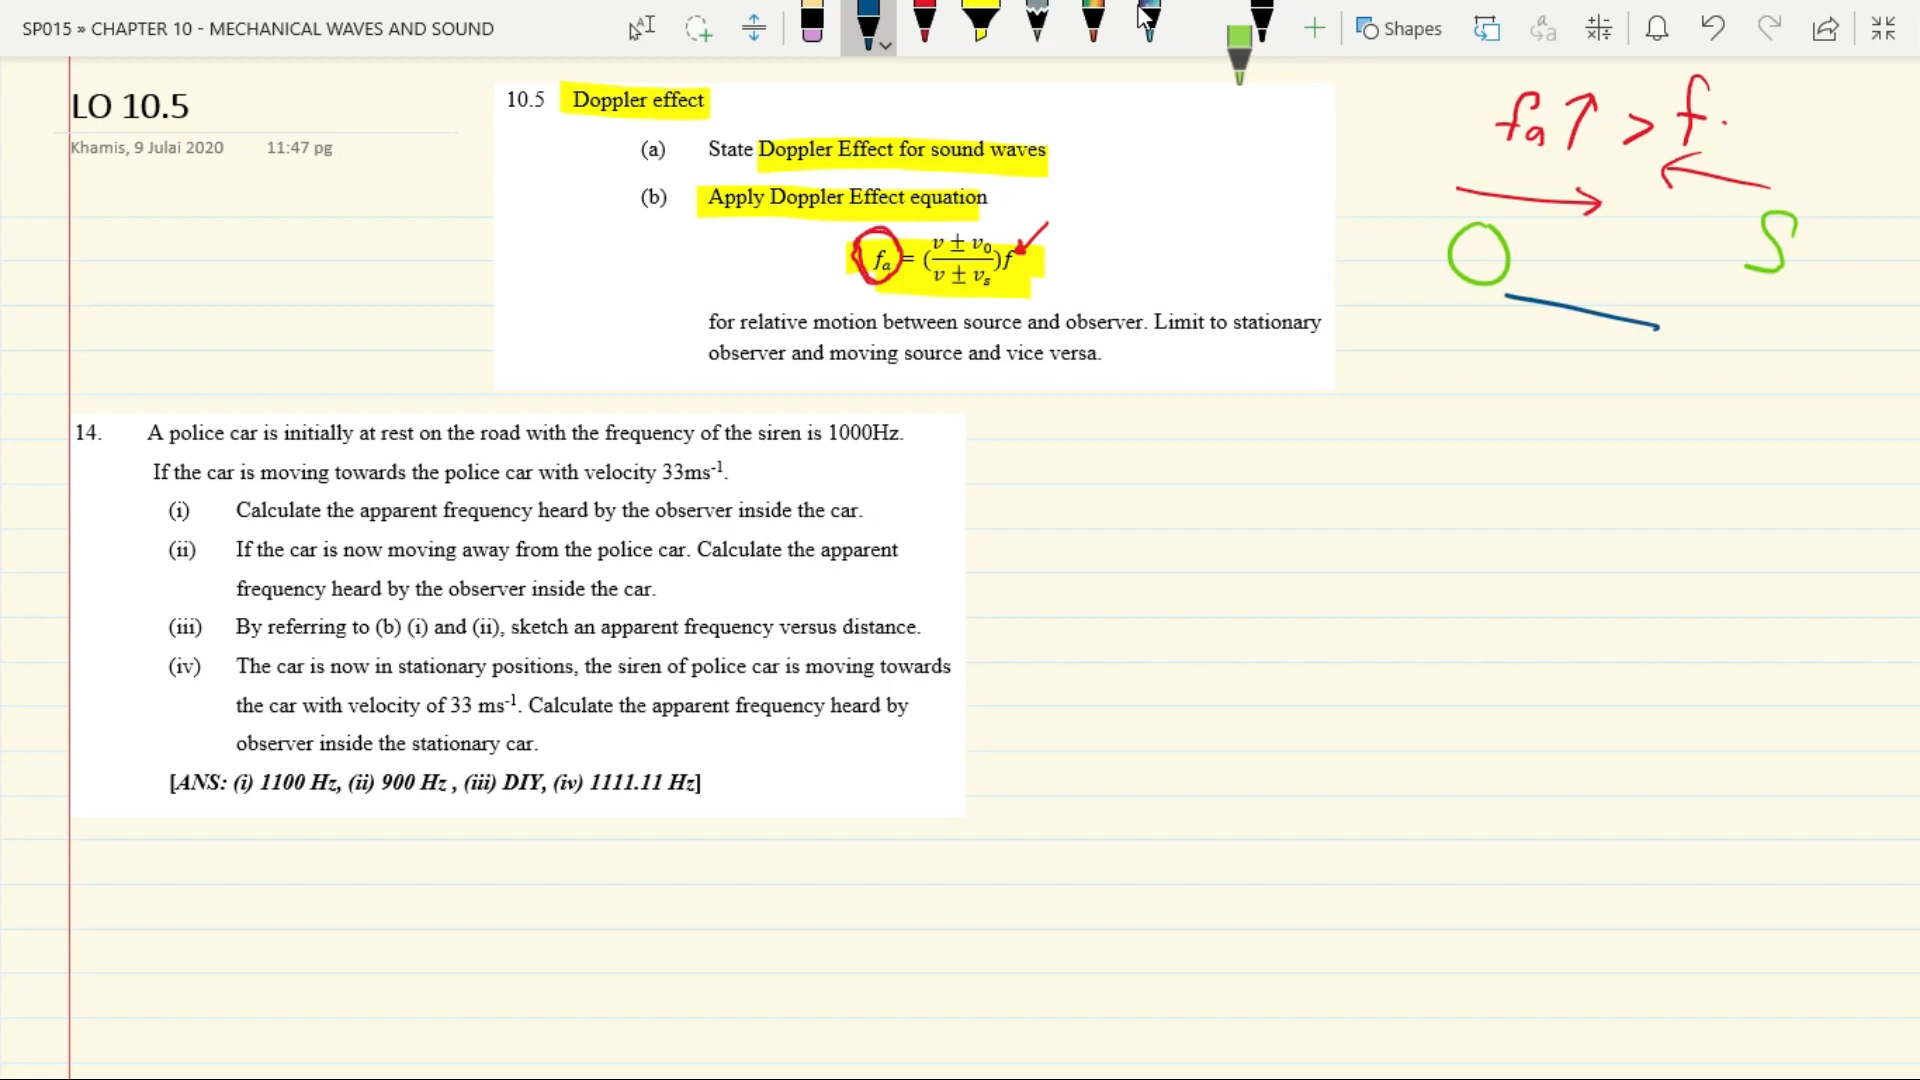 SP015 » CHAPTER 10 - MECHANICAL WAVES AND SOUND
Shapes
LO 10.5
Khamis, 9 Julai 2020 11:47 pg
10.5 Doppler effect
(a) State Doppler Effect for sound waves
(b) Apply Doppler Effect equation
fₐ = (v ± v₀ / v ± vₛ)f
for relative motion between source and observer. Limit to stationary
observer and moving source and vice versa.
fₐ ↑ > f.
O S
14. A police car is initially at rest on the road with the frequency of the siren is 1000Hz.
If the car is moving towards the police car with velocity 33ms⁻¹.
(i) Calculate the apparent frequency heard by the observer inside the car.
(ii) If the car is now moving away from the police car. Calculate the apparent
frequency heard by the observer inside the car.
(iii) By referring to (b) (i) and (ii), sketch an apparent frequency versus distance.
(iv) The car is now in stationary positions, the siren of police car is moving towards
the car with velocity of 33 ms⁻¹. Calculate the apparent frequency heard by
observer inside the stationary car.
[ANS: (i) 1100 Hz, (ii) 900 Hz , (iii) DIY, (iv) 1111.11 Hz]